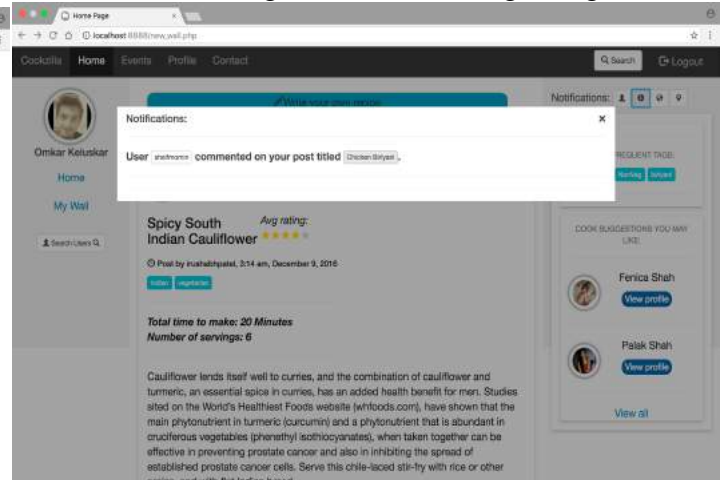 Home Page
localhost:8888/new_wall.php
Cookzilla Home Events Profile Contact Search Logout
Write your own recipe
Notifications:
Notifications:
User commented on your post titled Chicken Biriyani.
Omkar Keluskar
Home
My Wall
Search Users
FREQUENT TAGS:
Spicy South
Indian Cauliflower
Avg rating:
Post by irushabhpatel, 3:14 am, December 9, 2016
indian vegetarian
Total time to make: 20 Minutes
Number of servings: 6
Cauliflower lends itself well to curries, and the combination of cauliflower and
turmeric, an essential spice in curries, has an added health benefit for men. Studies
sited on the World's Healthiest Foods website (whfoods.com), have shown that the
main phytonutrient in turmeric (curcumin) and a phytonutrient that is abundant in
cruciferous vegetables (phenethyl isothiocyanates), when taken together can be
effective in preventing prostate cancer and also in inhibiting the spread of
established prostate cancer cells. Serve this chile-laced stir-fry with rice or other
COOK SUGGESTIONS YOU MAY
LIKE:
Fenica Shah
View profile
Palak Shah
View profile
View all